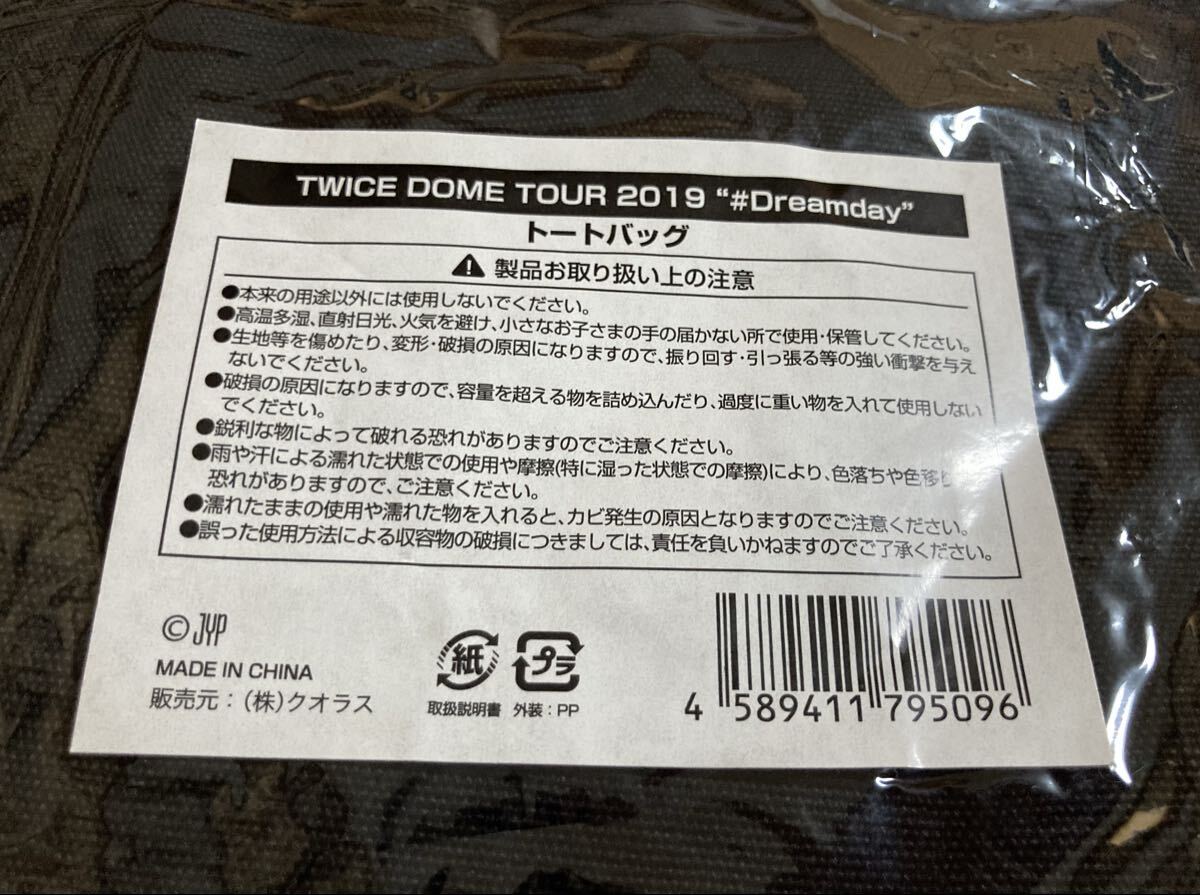 TWICE DOME TOUR 2019 “#Dreamday”
トートバッグ
製品お取り扱い上の注意
●本来の用途以外には使用しないでください。
●高温多湿、直射日光、火気を避け、小さなお子さまの手の届かない所で使用・保管してください。
●生地等を傷めたり、変形・破損の原因になりますので、振り回す・引っ張る等の強い衝撃を与え
ないでください。
●破損の原因になりますので、容量を超える物を詰め込んだり、過度に重い物を入れて使用しない
でください。
●鋭利な物によって破れる恐れがありますのでご注意ください。
●雨や汗による濡れた状態での使用や摩擦(特に湿った状態での摩擦)により、色落ちや色移り
恐れがありますので、ご注意ください。
●濡れたままの使用や濡れた物を入れると、カビ発生の原因となりますのでご注意ください。
●誤った使用方法による収容物の破損につきましては、責任を負いかねますのでご了承ください。
© JYP
MADE IN CHINA
販売元：(株)クオラス
紙
取扱説明書
プラ
外装：PP
4 589411 795096